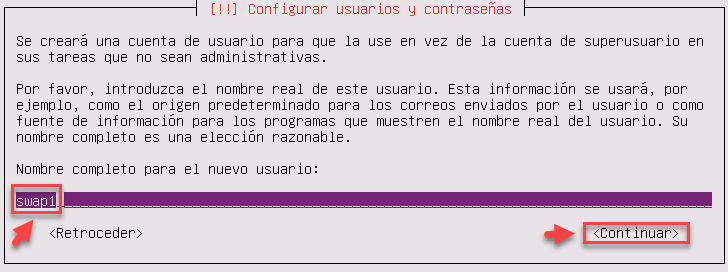 [!!] Configurar usuarios y contraseñas
Se creará una cuenta de usuario para que la use en vez de la cuenta de superusuario en
sus tareas que no sean administrativas.
Por favor, introduzca el nombre real de este usuario. Esta información se usará, por
ejemplo, como el origen predeterminado para los correos enviados por el usuario o como
fuente de información para los programas que muestren el nombre real del usuario. Su
nombre completo es una elección razonable.
Nombre completo para el nuevo usuario:
swap1
<Retroceder> <Continuar>